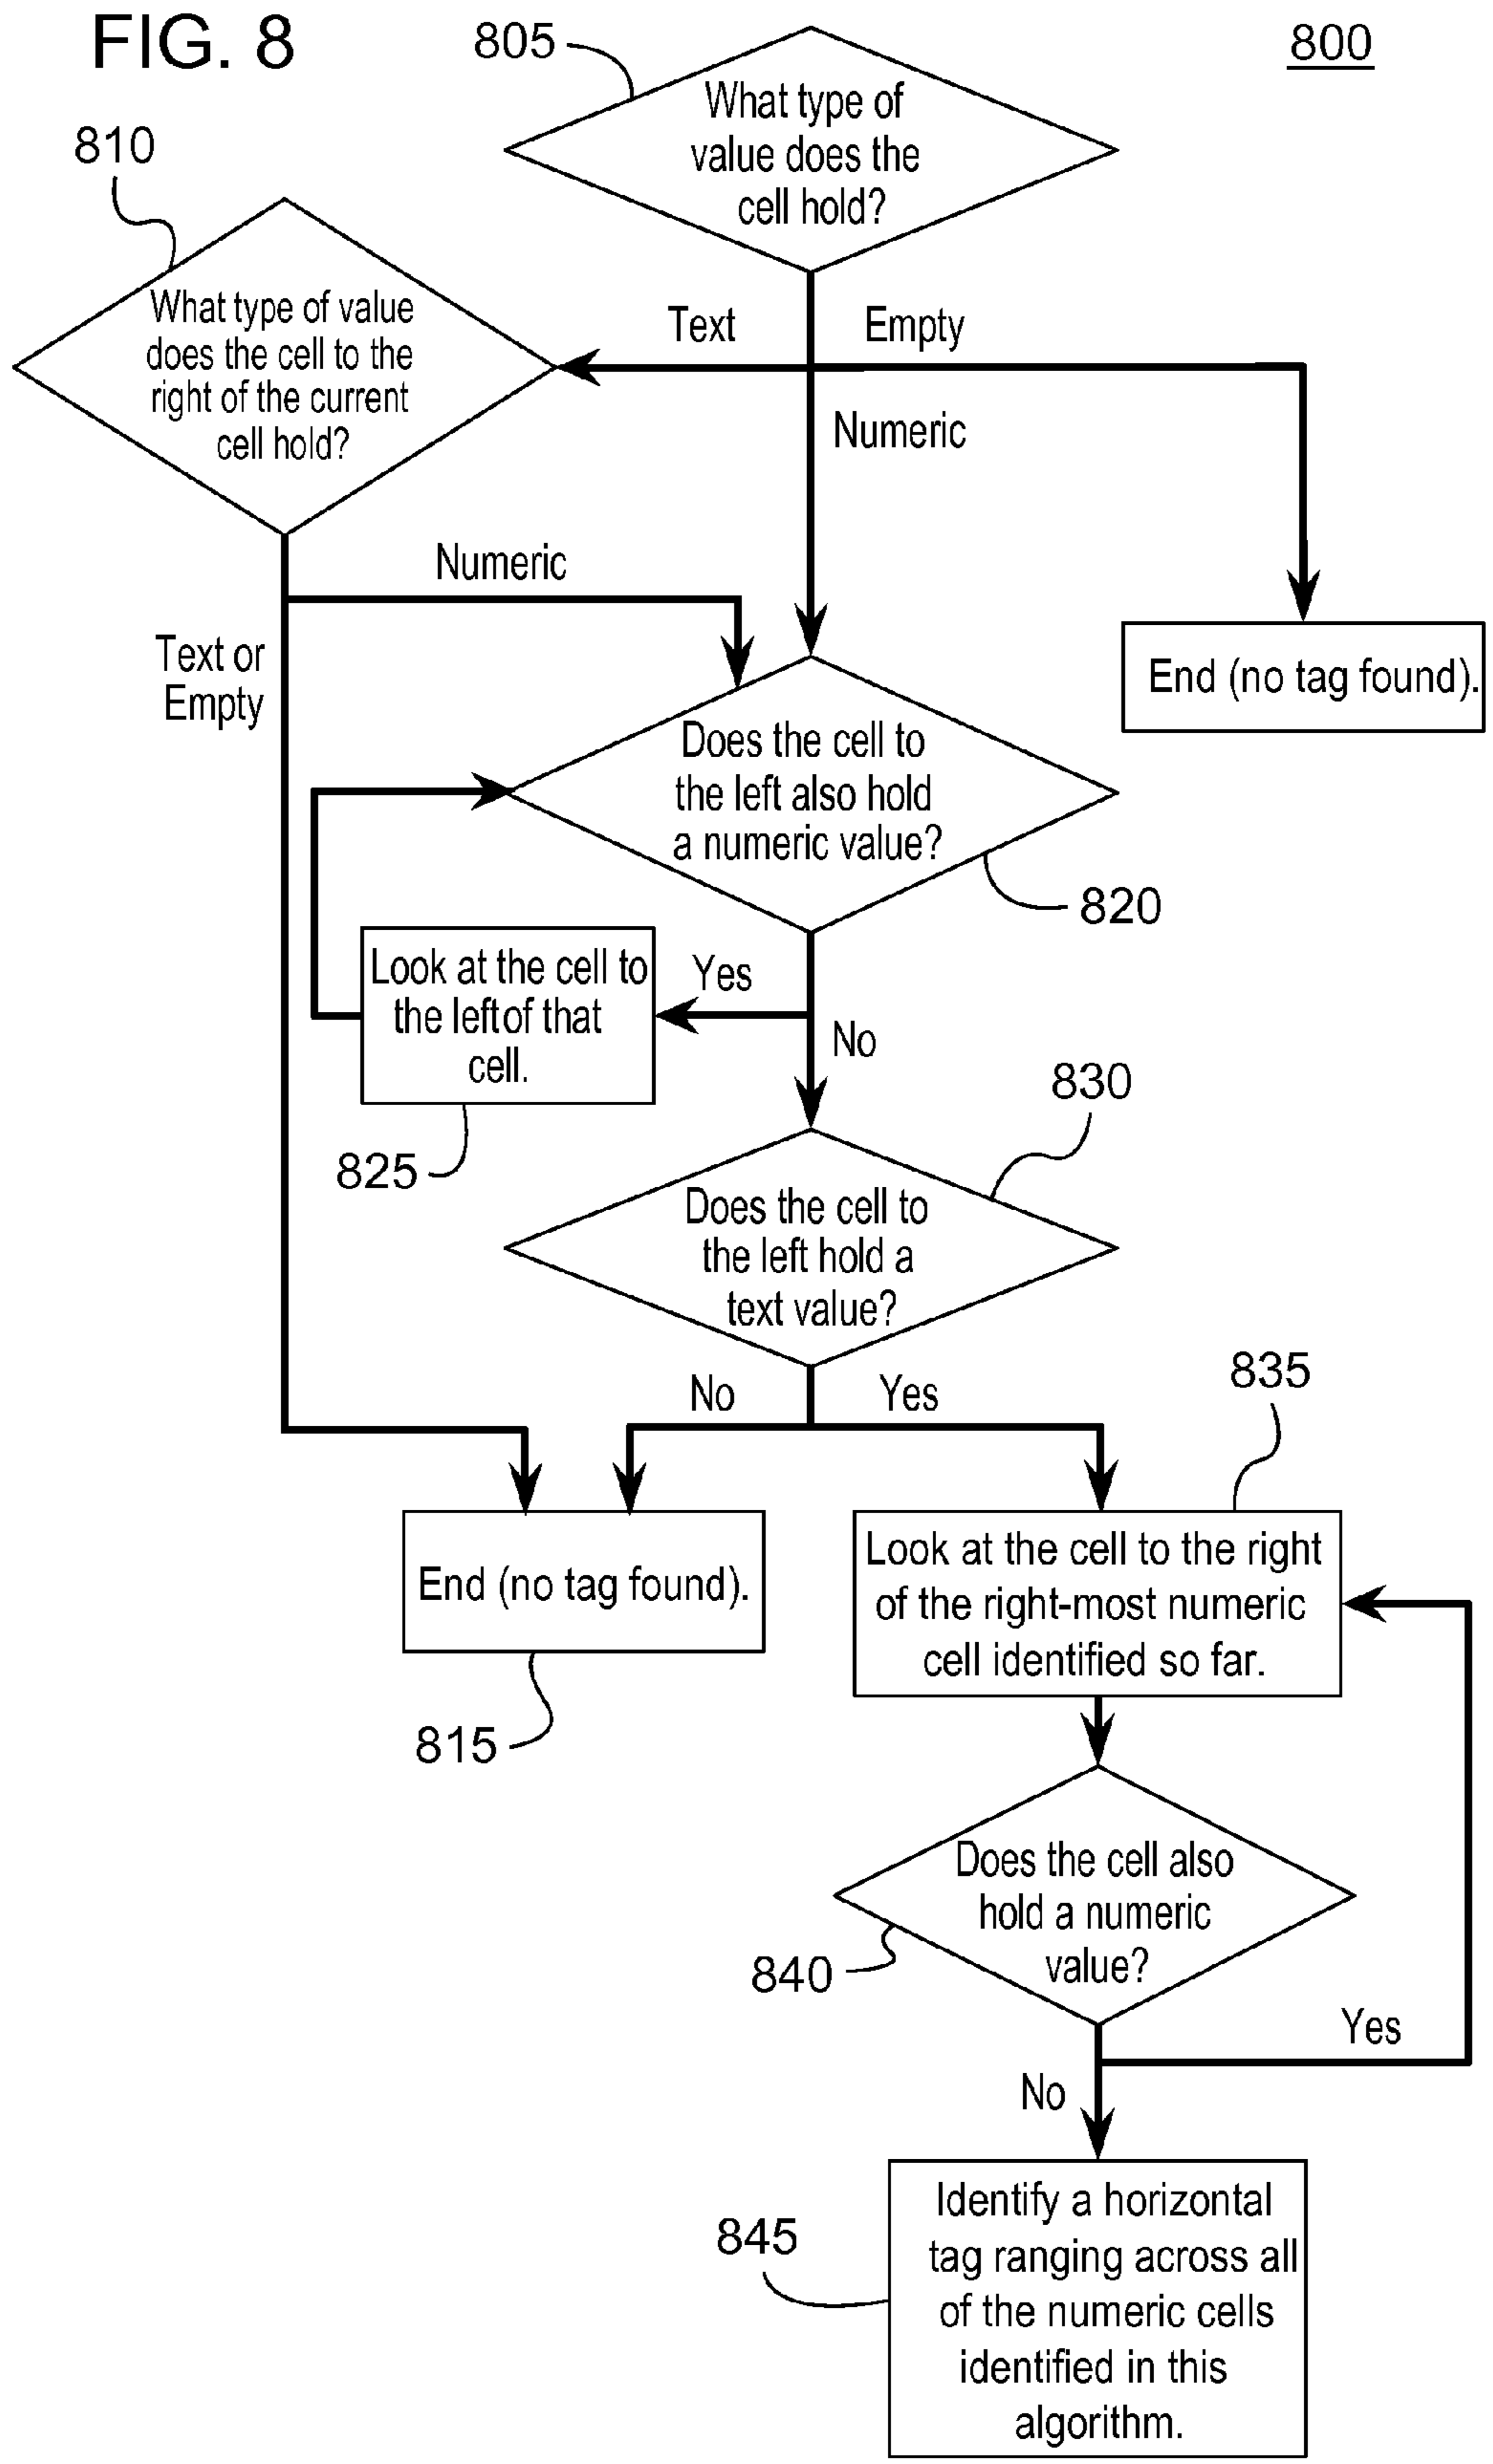 FIG. 8
805
800
What type of
value does the
cell hold?
810
What type of value
does the cell to the
right of the current
cell hold?
Text
Empty
Numeric
Numeric
Text or
Empty
End (no tag found).
Does the cell to
the left also hold
a numeric value?
820
Look at the cell to
the left of that
cell.
Yes
No
825
830
Does the cell to
the left hold a
text value?
No
Yes
835
End (no tag found).
815
Look at the cell to the right
of the right-most numeric
cell identified so far.
Does the cell also
hold a numeric
value?
840
Yes
No
845
Identify a horizontal
tag ranging across all
of the numeric cells
identified in this
algorithm.